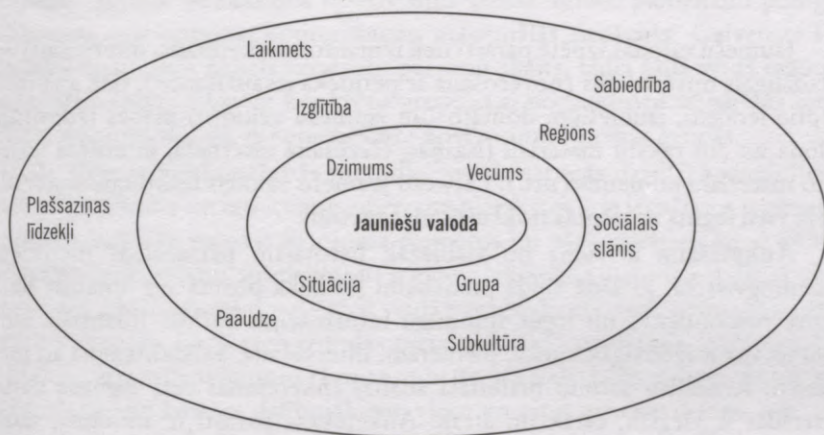 Laikmets
Sabiedrība
Izglītība
Reģions
Dzimums
Vecums
Plašsaziņas
līdzekļi
Jauniešu valoda
Sociālais
slānis
Situācija
Grupa
Paaudze
Subkultūra